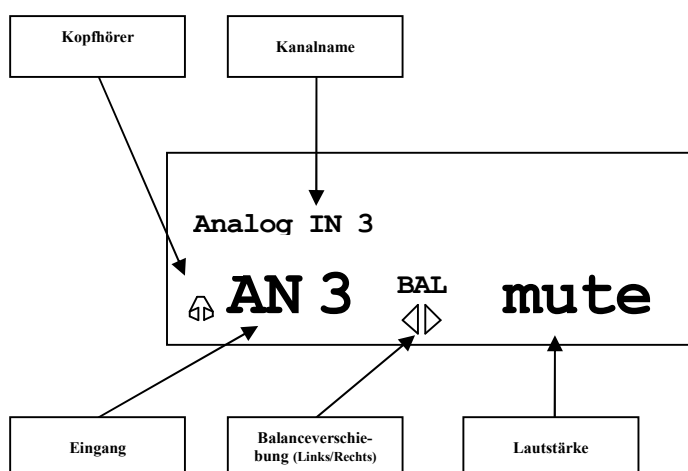 Kopfhörer
Kanalname
Analog IN 3
AN 3
BAL
mute
Eingang
Balanceverschie-
bung (Links/Rechts)
Lautstärke